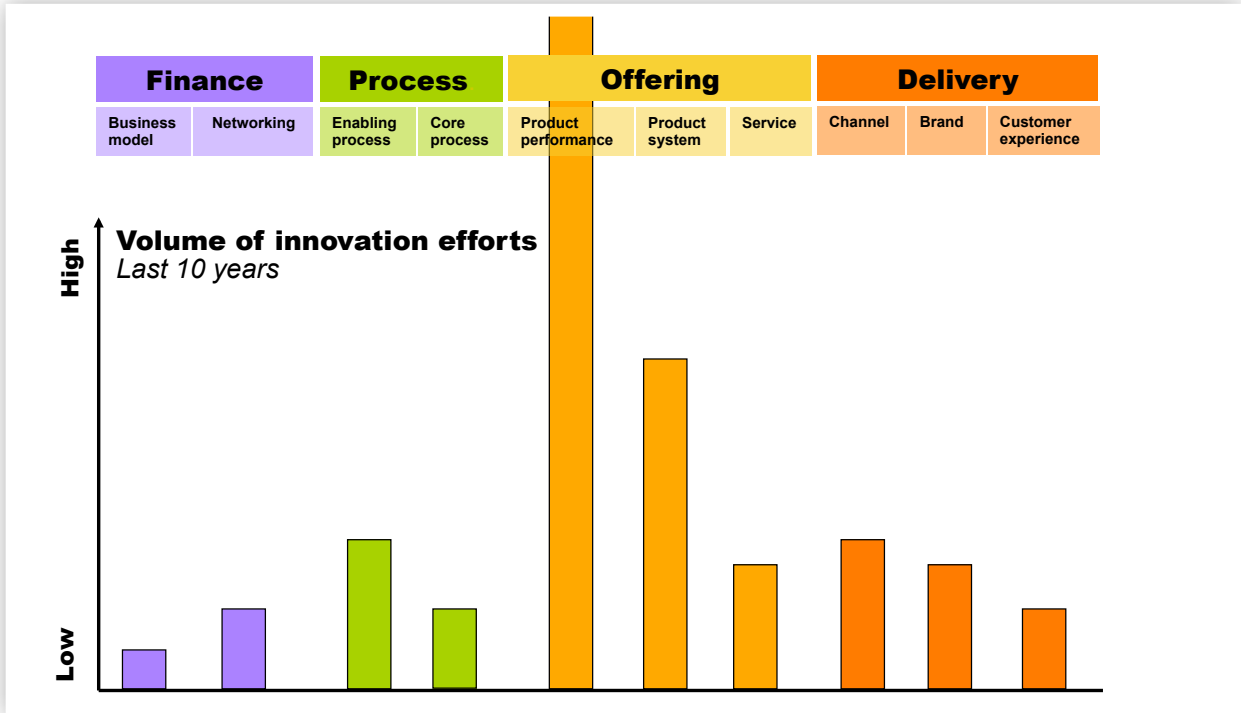 Finance Process Offering Delivery
Business model Networking Enabling process Core process Product performance Product system Service Channel Brand Customer experience
Volume of innovation efforts
Last 10 years
High
Low